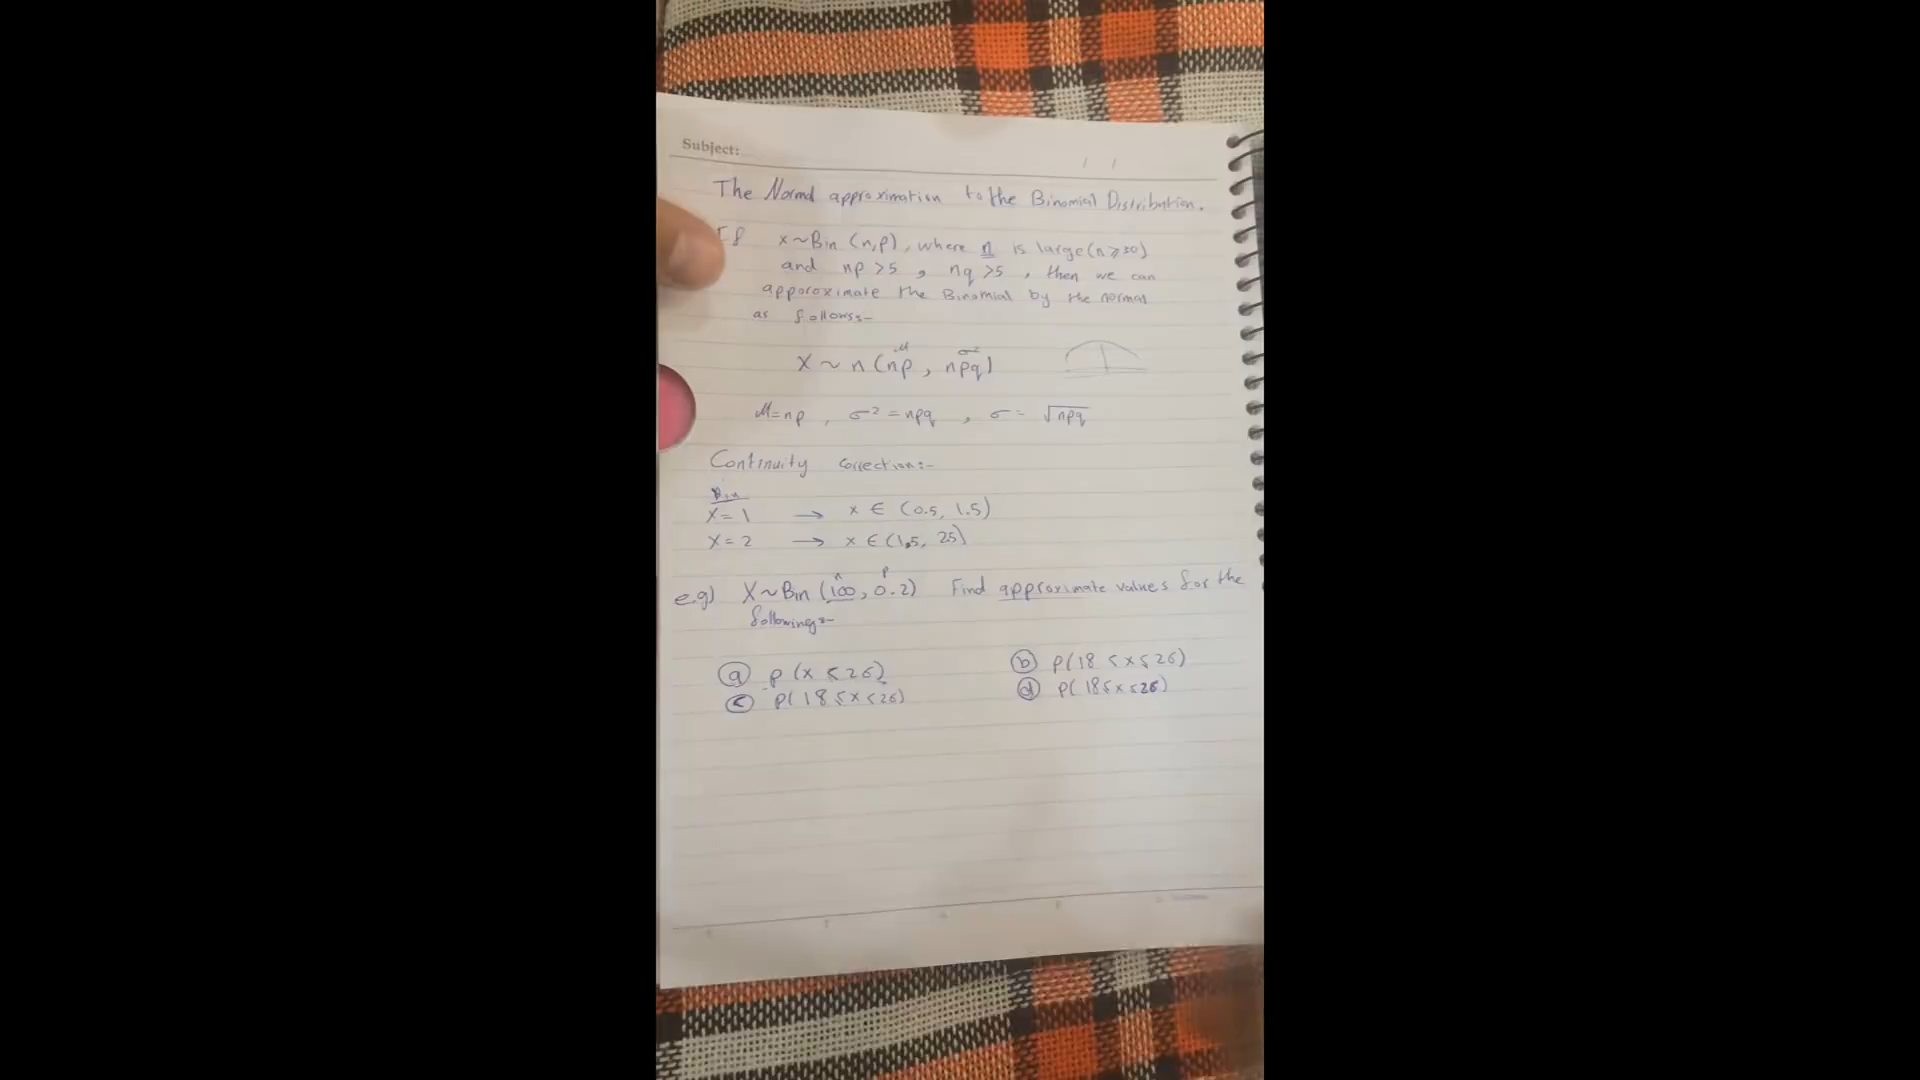 Subject:
The Normal approximation to the Binomial Distribution.
If x~Bin (n,p), where n is large (n≥30)
and np >5 , nq >5 , then we can
apporoximate the Binomial by the normal
as follows:-
μ σ²
X ~ n (np, npq)
μ=np , σ² = npq , σ = √npq
Continuity correction:-
Bin
X=1 → x ∈ (0.5, 1.5)
X=2 → x ∈ (1.5, 25)
n p
e.g) X~Bin (100, 0.2) Find approximate values for the
following:-
a p (x ≤ 26) b p(18 < x ≤ 26)
c p(18 ≤ x < 26) d p(18 ≤ x ≤ 26)